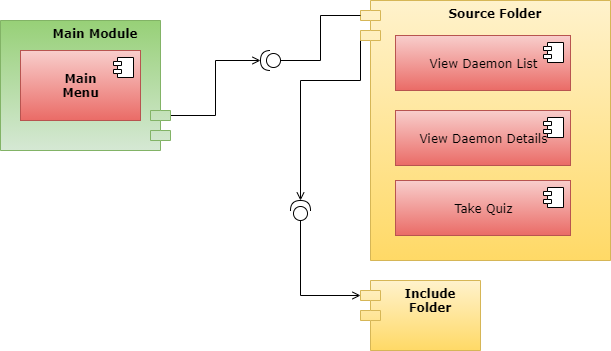 Main Module
Main
Menu
Source Folder
View Daemon List
View Daemon Details
Take Quiz
Include
Folder